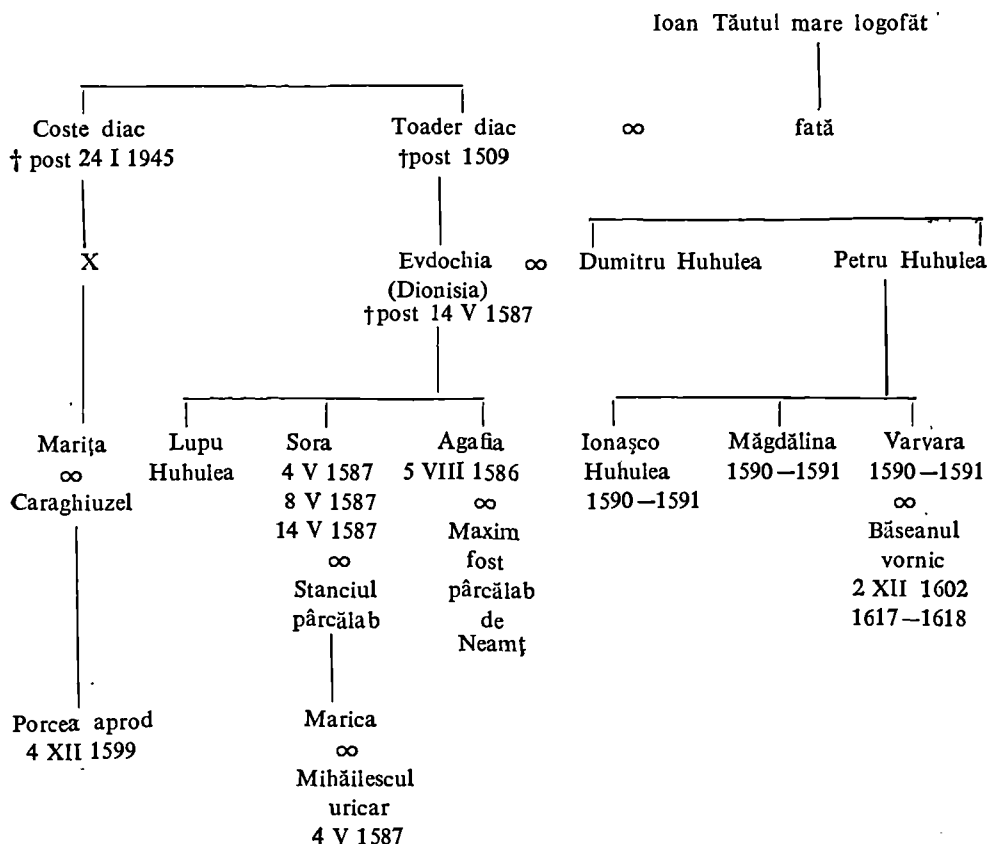 Ioan Tăutul mare logofăt
Coste diac Toader diac ∞ fată
† post 24 I 1945 †post 1509
X Evdochia ∞ Dumitru Huhulea Petru Huhulea
(Dionisia)
†post 14 V 1587
Mariţa Lupu Sora Agafia Ionaşco Măgdălina Varvara
∞ Huhulea 4 V 1587 5 VIII 1586 Huhulea 1590—1591 1590—1591
Caraghiuzel 8 V 1587 ∞ 1590—1591 ∞
14 V 1587 Maxim Băseanul
∞ fost vornic
Stanciul pârcălab 2 XII 1602
pârcălab de 1617—1618
Neamţ
Porcea aprod Marica
4 XII 1599 ∞
Mihăilescul
uricar
4 V 1587